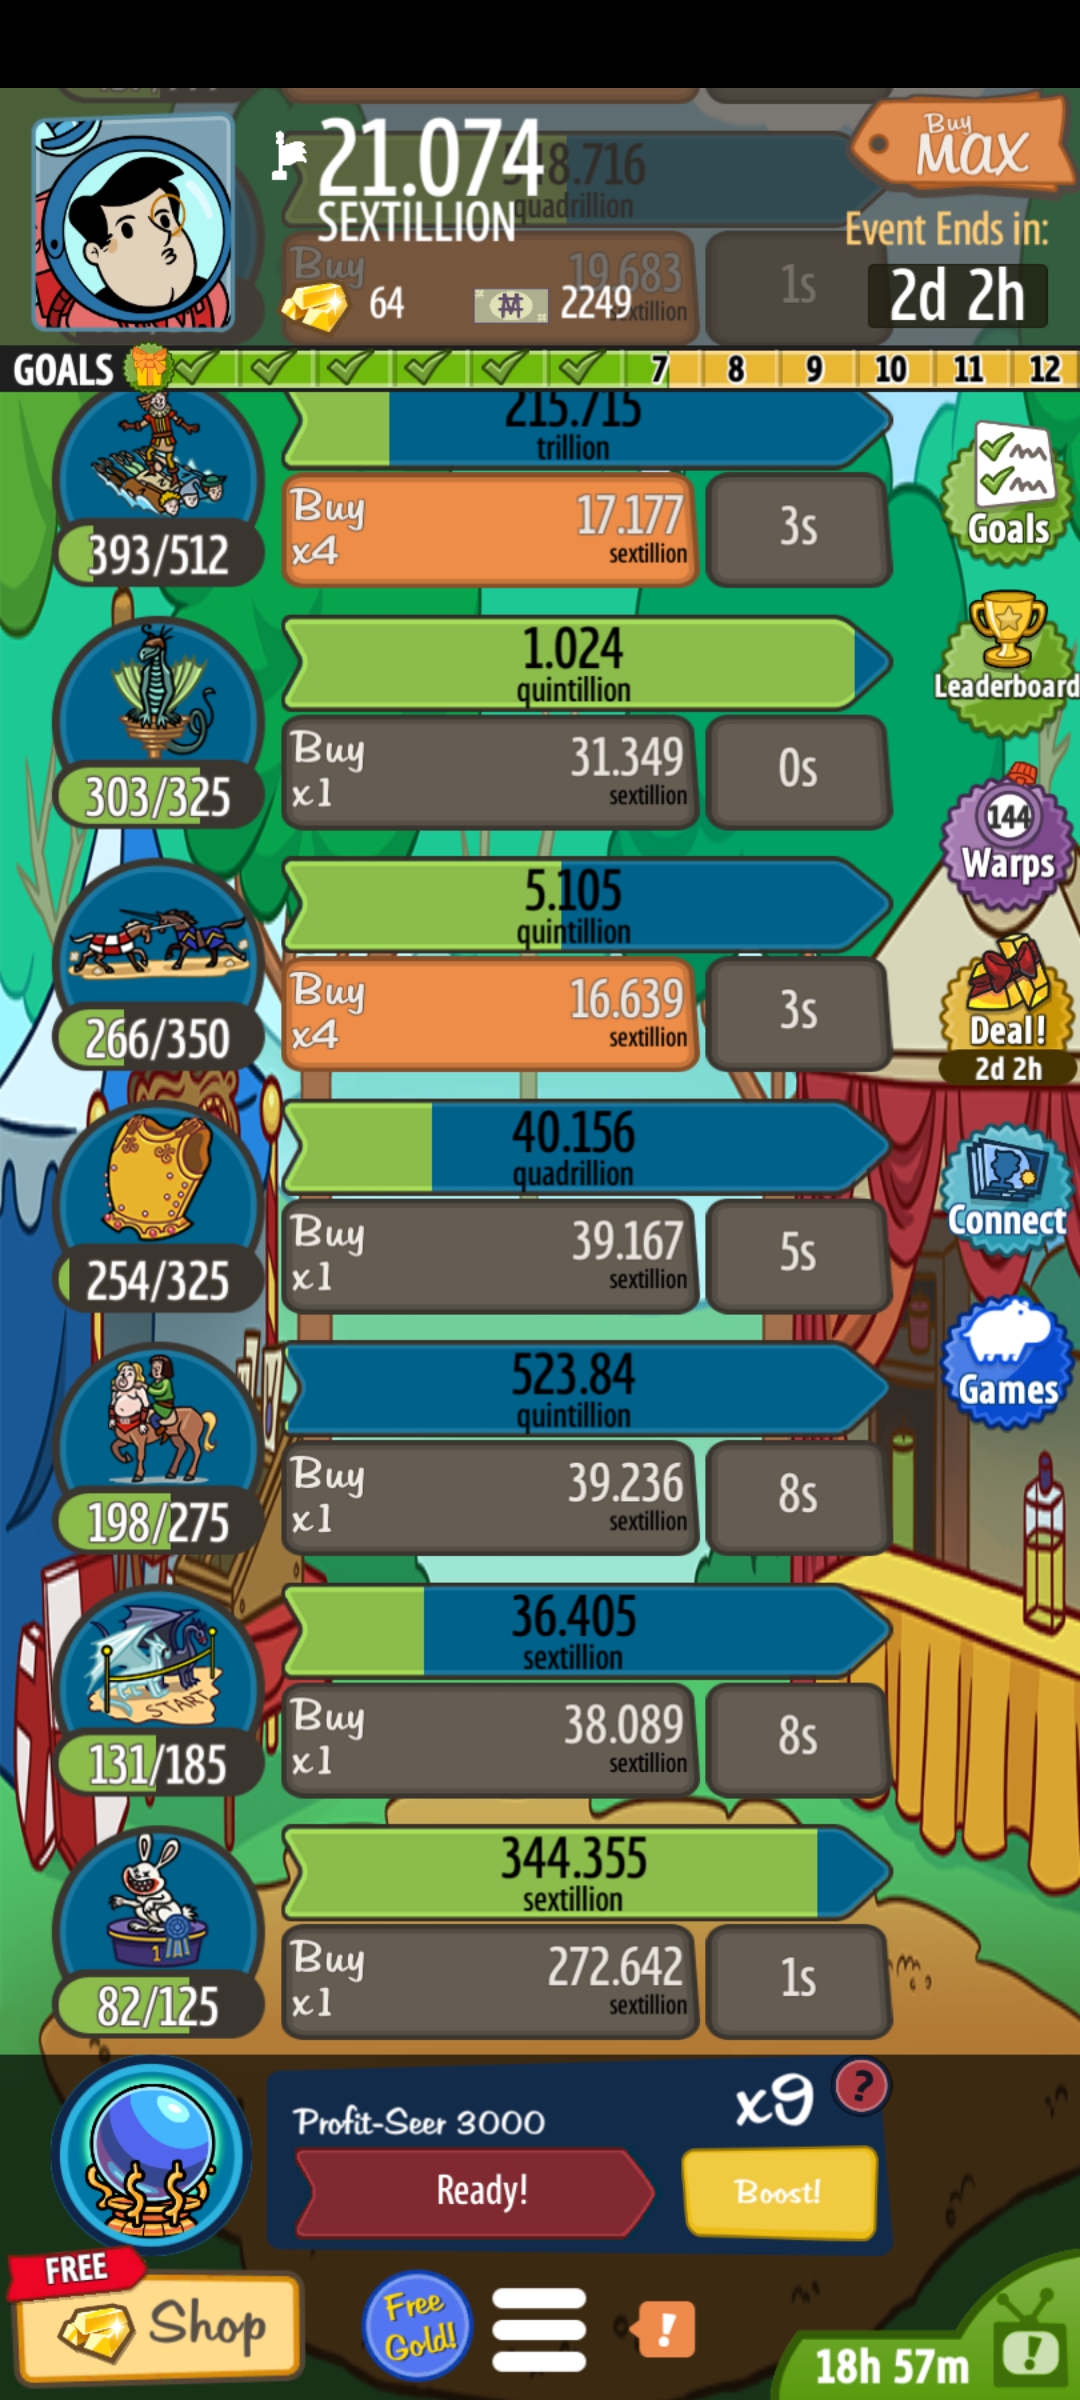 21.074
SEXTILLION
64
2249
8.716
quadrillion
Buy
19.683
sextillion
1s
Buy
MAX
Event Ends in:
2d 2h
GOALS
7
8
9
10
11
12
215.715
trillion
Buy
x4
17.177
sextillion
3s
393/512
1.024
quintillion
Buy
x1
31.349
sextillion
0s
303/325
5.105
quintillion
Buy
x4
16.639
sextillion
3s
266/350
40.156
quadrillion
Buy
x1
39.167
sextillion
5s
254/325
523.84
quintillion
Buy
x1
39.236
sextillion
8s
198/275
START
36.405
sextillion
Buy
x1
38.089
sextillion
8s
131/185
1
344.355
sextillion
Buy
x1
272.642
sextillion
1s
82/125
Goals
Leaderboard
144
Warps
Deal!
2d 2h
Connect
Games
Profit-Seer 3000
x9
?
Ready!
Boost!
FREE
Shop
Free
Gold!
!
18h 57m
!